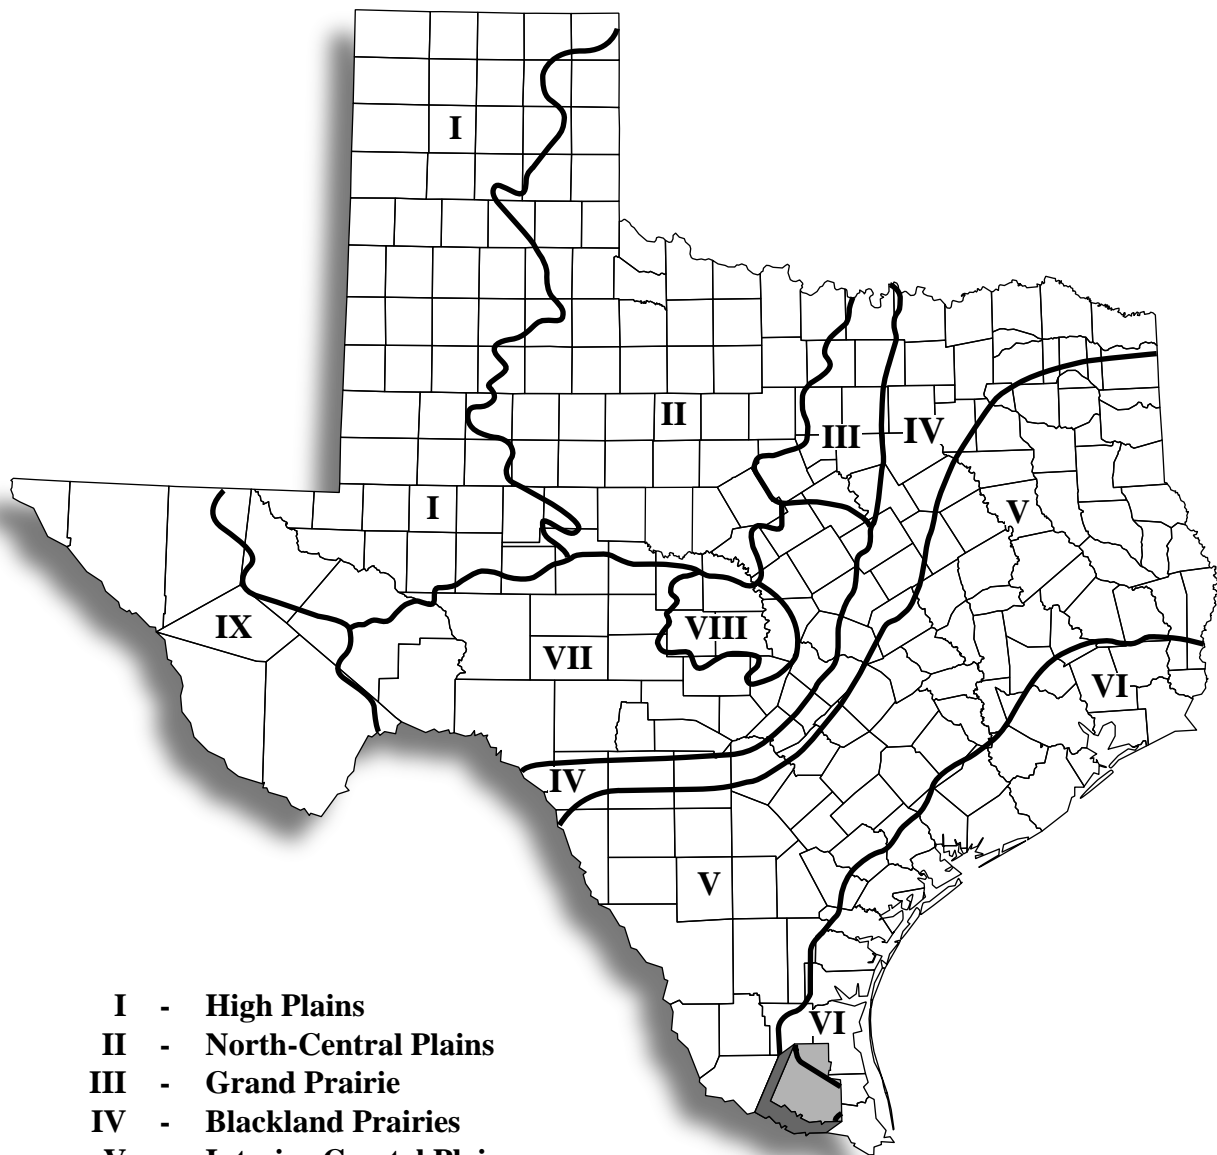 I
II
III
IV
V
I
IX
VIII
VII
VI
IV
V
VI
I - High Plains
II - North-Central Plains
III - Grand Prairie
IV - Blackland Prairies